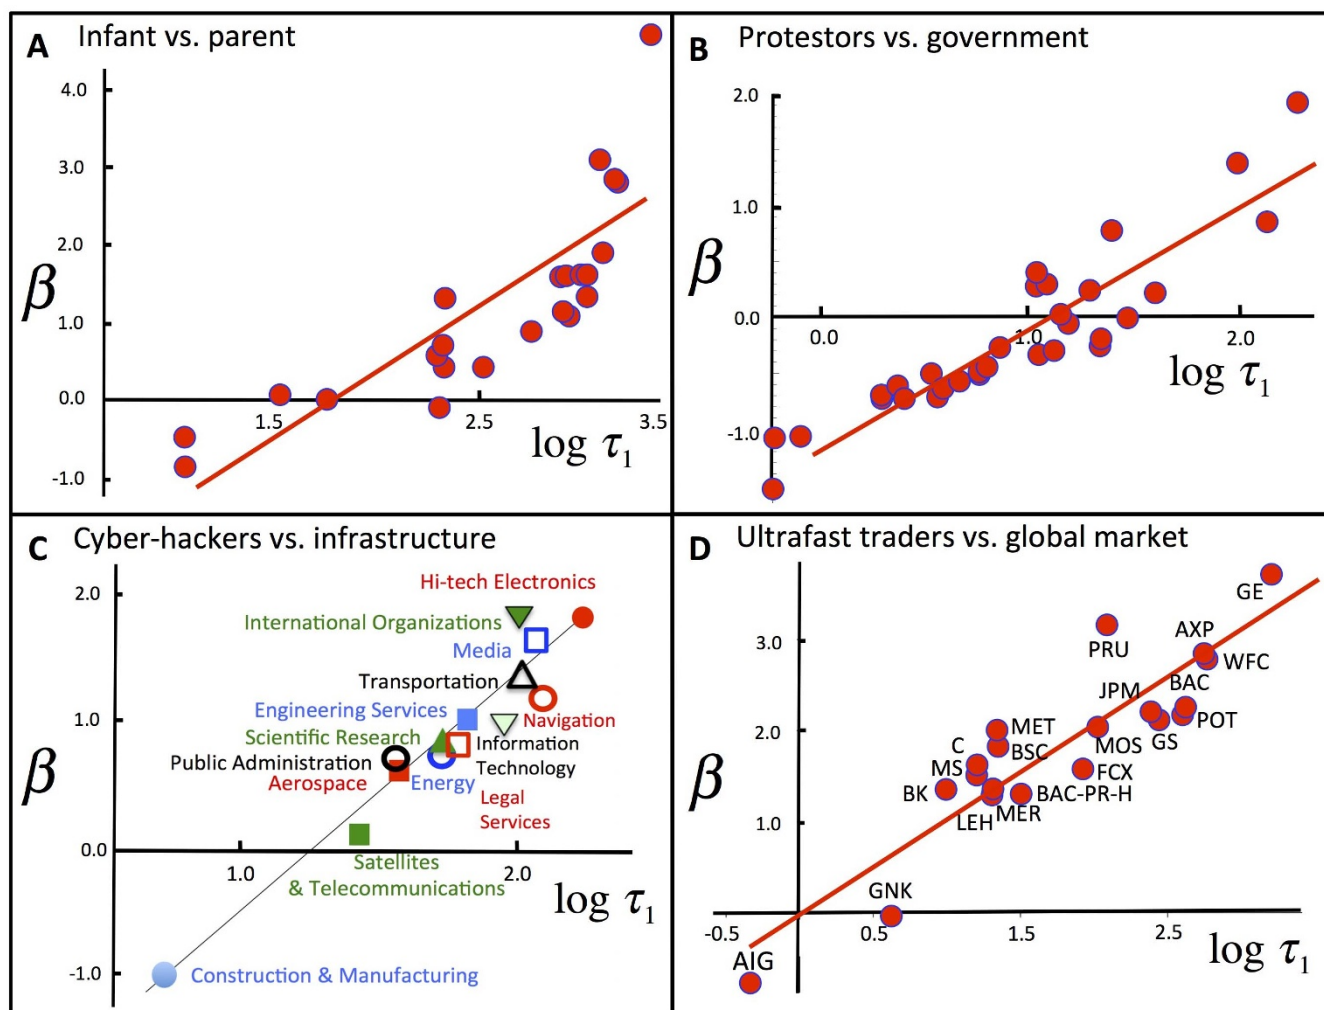 A Infant vs. parent
4.0
3.0
2.0
1.0
0.0
-1.0
β
1.5
2.5
3.5
log τ1
B Protestors vs. government
2.0
1.0
0.0
-1.0
β
0.0
1.0
2.0
log τ1
C Cyber-hackers vs. infrastructure
2.0
1.0
0.0
-1.0
β
Hi-tech Electronics
International Organizations
Media
Transportation
Engineering Services
Navigation
Scientific Research
Information
Technology
Public Administration
Aerospace
Energy
Legal
Services
Satellites
& Telecommunications
Construction & Manufacturing
1.0
2.0
log τ1
D Ultrafast traders vs. global market
3.0
2.0
1.0
β
GE
AXP
WFC
PRU
JPM
BAC
POT
GS
MET
MOS
BSC
C
MS
FCX
BK
BAC-PR-H
LEH
MER
GNK
AIG
-0.5
0.5
1.5
2.5
log τ1